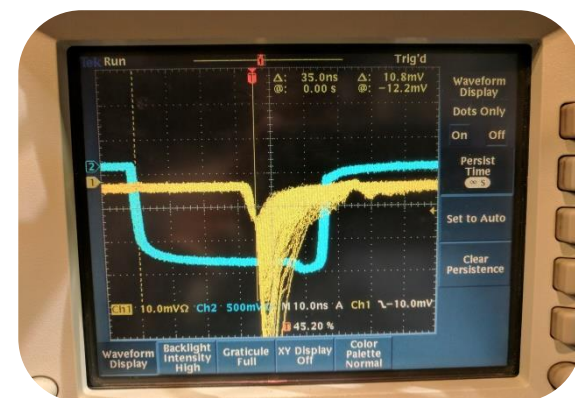 Tek Run Trig'd
Δ: 35.0ns Δ: 10.8mV
@: 0.00 s @: −12.2mV
Waveform
Display
Dots Only
On Off
Persist
Time
∞ S
Set to Auto
Clear
Persistence
2
1
Ch1 10.0mVΩ Ch2 500mV M 10.0ns A Ch1 −10.0mV
45.20 %
Waveform
Display
Backlight
Intensity
High
Graticule
Full
XY Display
Off
Color
Palette
Normal